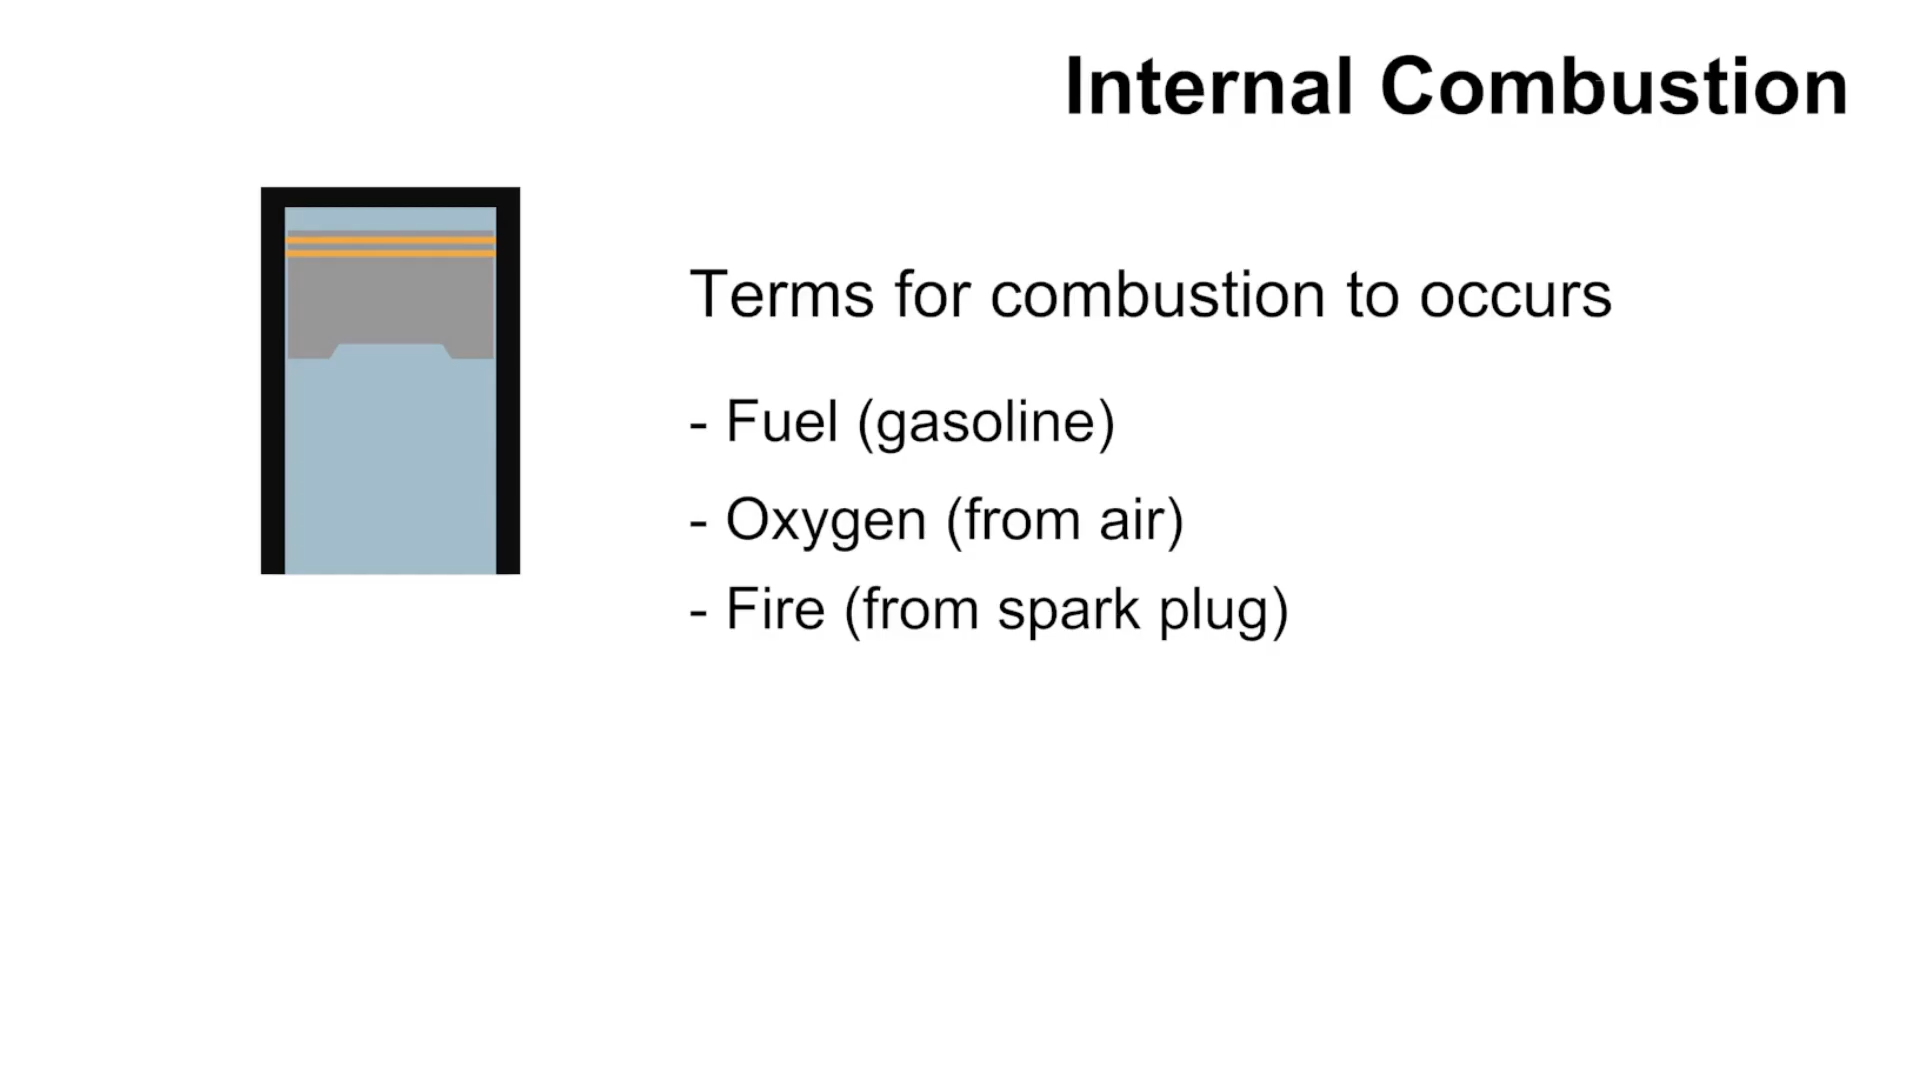 Internal Combustion
Terms for combustion to occurs
- Fuel (gasoline)
- Oxygen (from air)
- Fire (from spark plug)